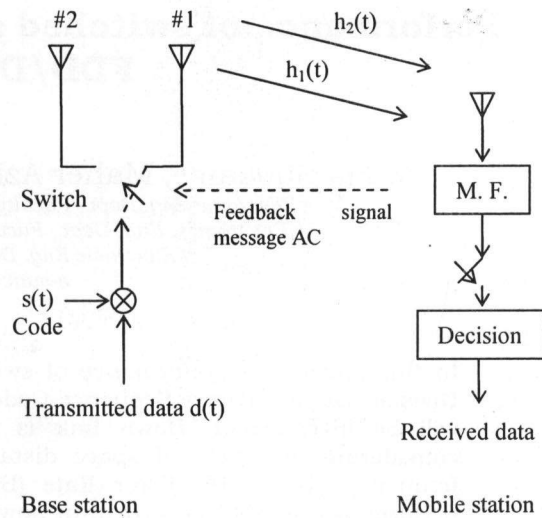 #2
#1
h2(t)
h1(t)
Switch
Feedback signal
message AC
M. F.
s(t)
Code
Decision
Transmitted data d(t)
Received data
Base station
Mobile station